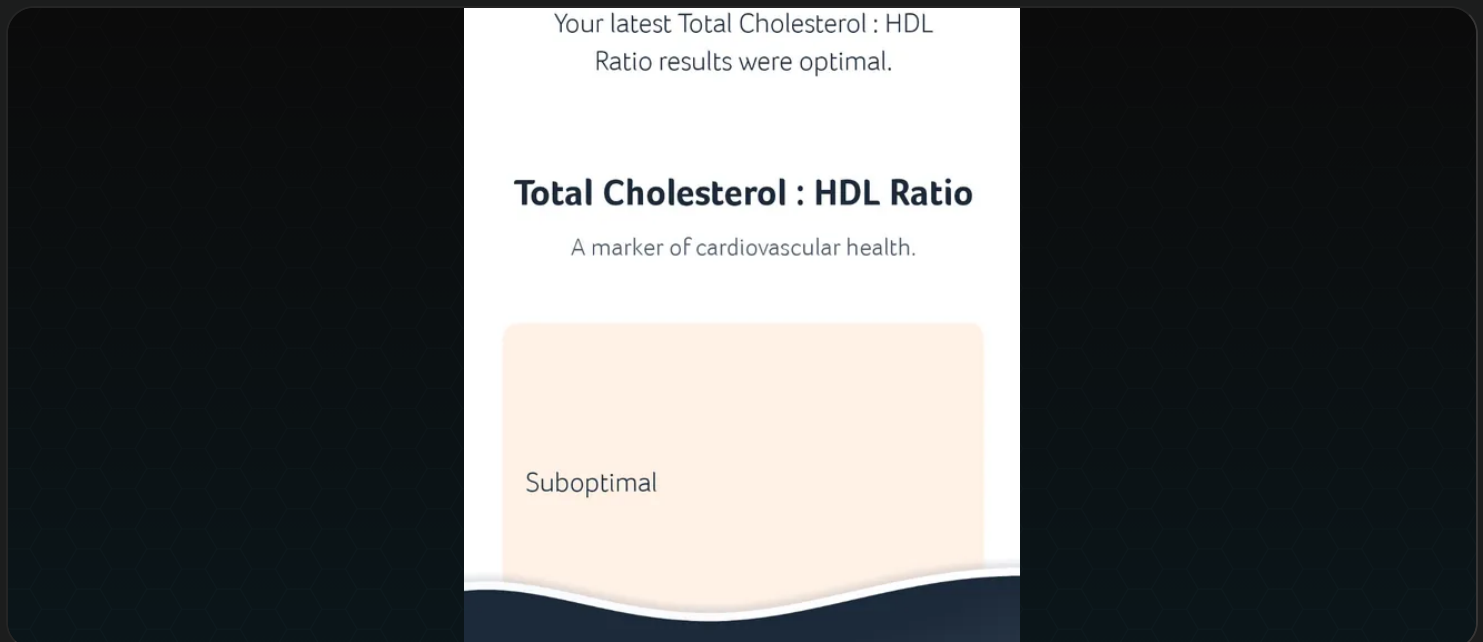 Your latest Total Cholesterol : HDL
Ratio results were optimal.
Total Cholesterol : HDL Ratio
A marker of cardiovascular health.
Suboptimal